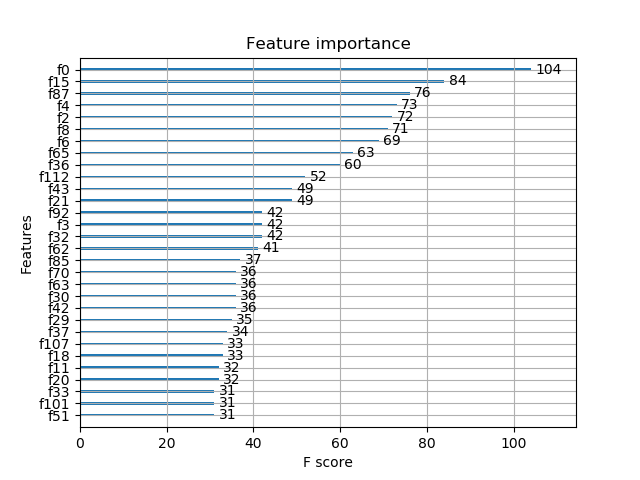 Feature importance
f0 104
f15 84
f87 76
f4 73
f2 72
f8 71
f6 69
f65 63
f36 60
f112 52
f43 49
f21 49
f92 42
f3 42
f32 42
f62 41
f85 37
f70 36
f63 36
f30 36
f42 36
f29 35
f37 34
f107 33
f18 33
f11 32
f20 32
f33 31
f101 31
f51 31
Features
0 20 40 60 80 100
F score